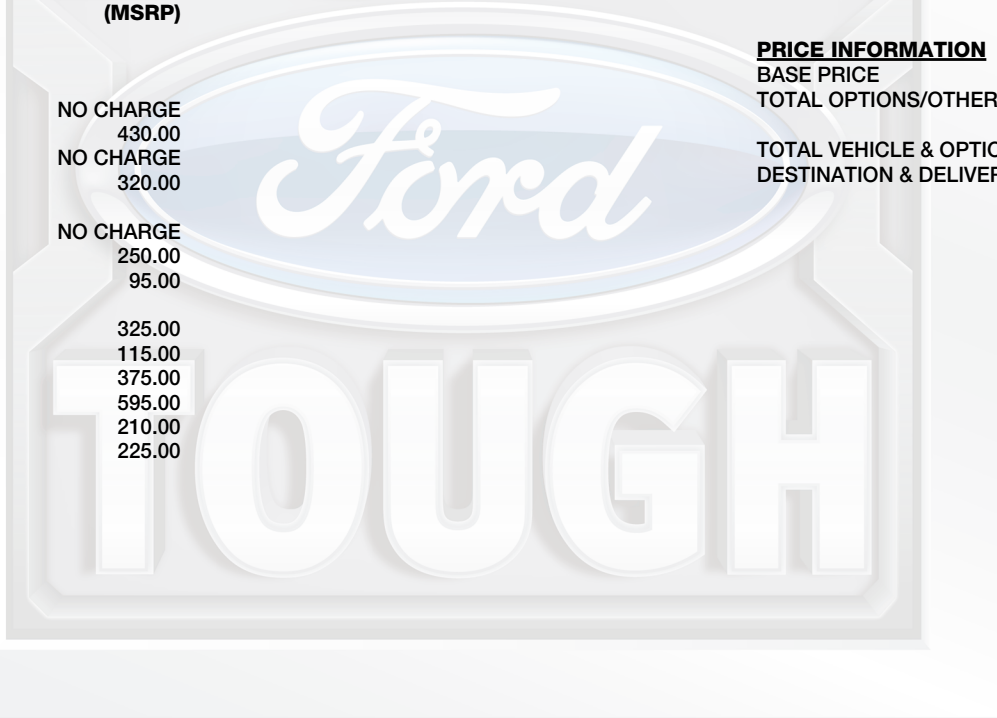 (MSRP)
NO CHARGE
430.00
NO CHARGE
320.00
NO CHARGE
250.00
95.00
325.00
115.00
375.00
595.00
210.00
225.00
PRICE INFORMATION
BASE PRICE
TOTAL OPTIONS/OTHER
TOTAL VEHICLE & OPTIO
DESTINATION & DELIVER
Ford
TOUGH